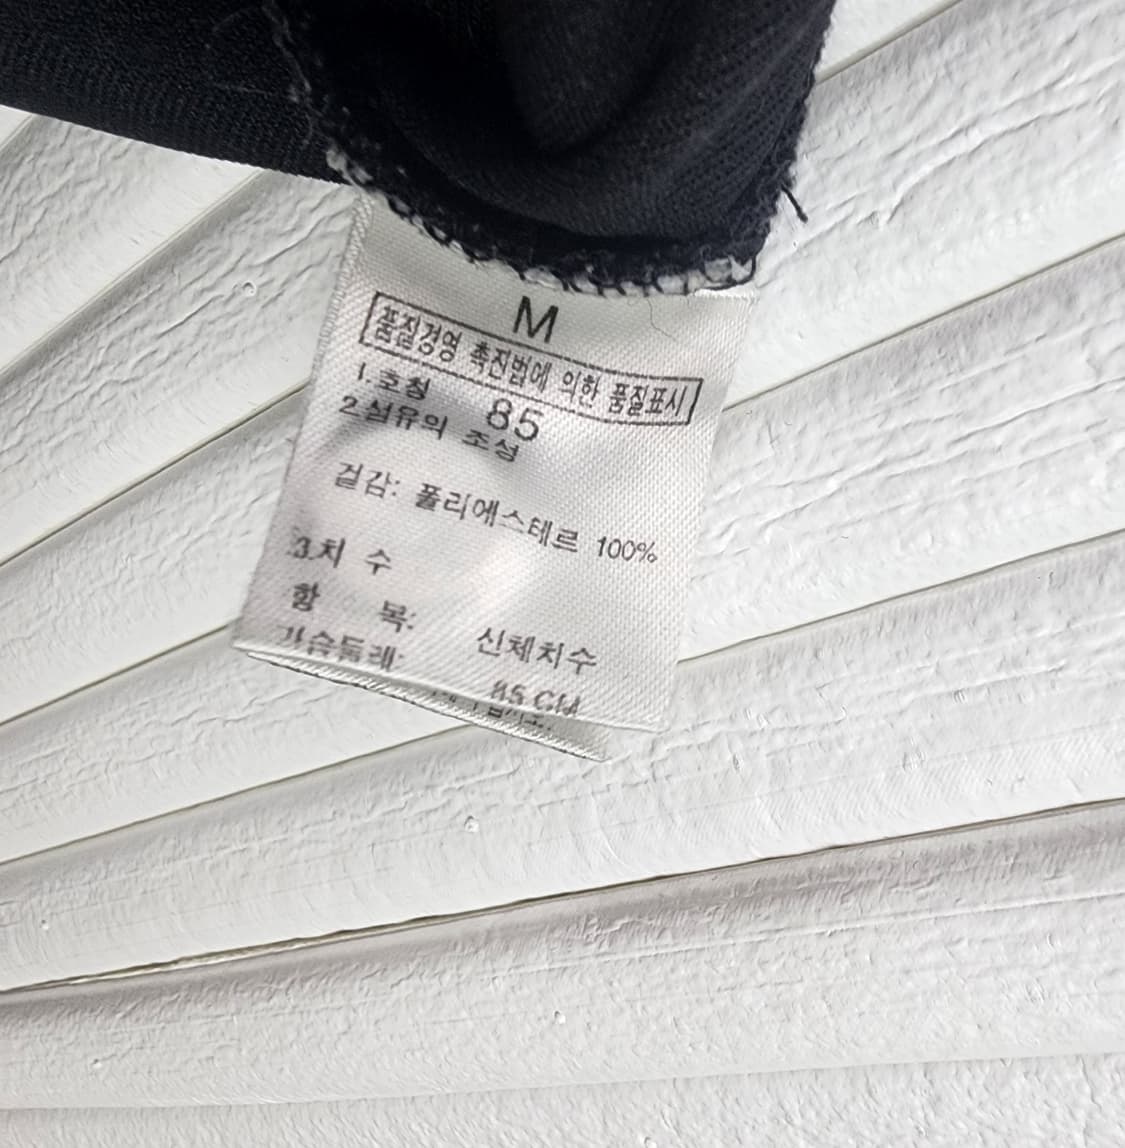 M
품질경영 촉진법에 의한 품질표시
1.호칭 85
2.섬유의 조성
겉감: 폴리에스테르 100%
3.치 수
항 목: 신체치수
가슴둘레: 85 CM